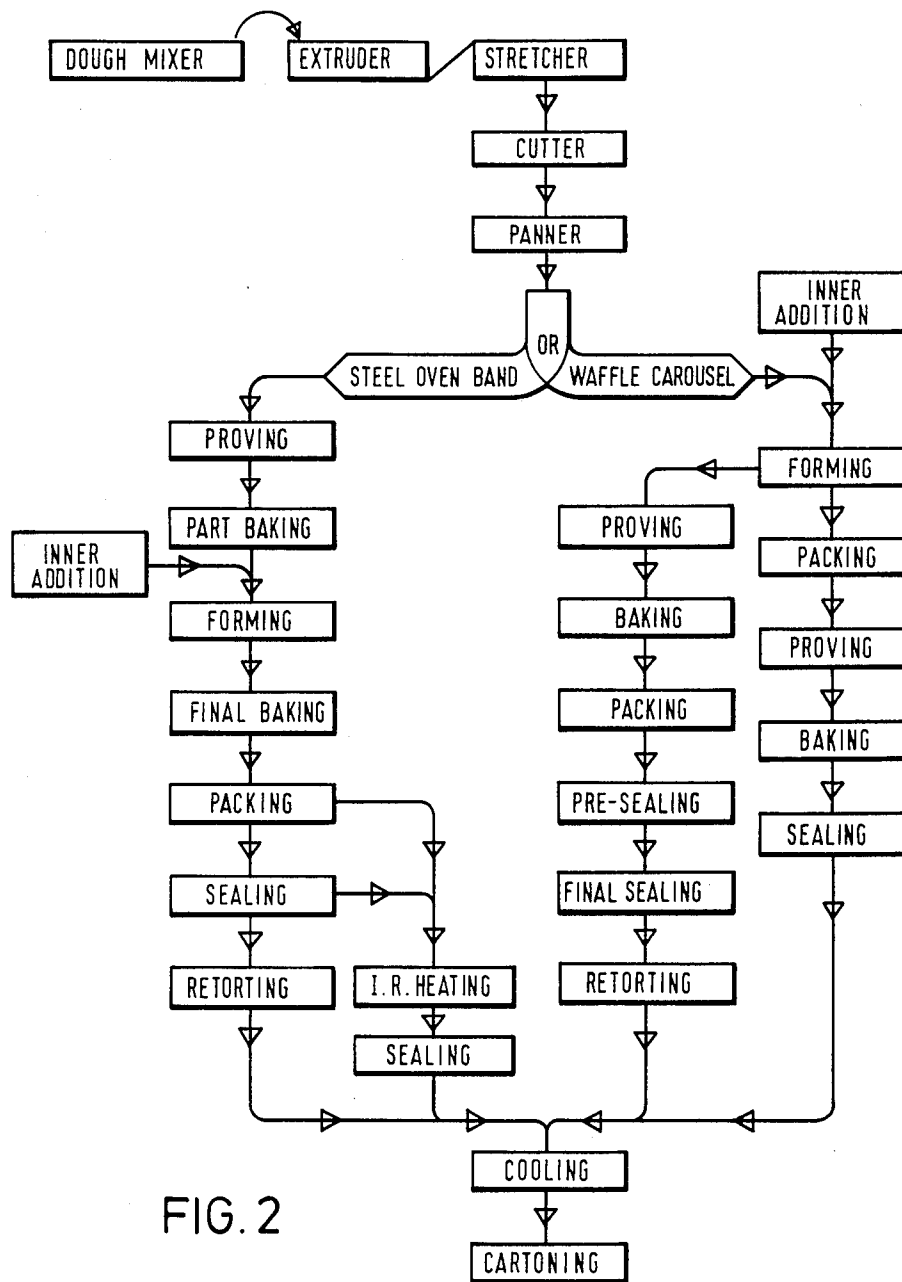 DOUGH MIXER
EXTRUDER
STRETCHER
CUTTER
PANNER
OR
STEEL OVEN BAND
WAFFLE CAROUSEL
INNER
ADDITION
PROVING
PART BAKING
INNER
ADDITION
FORMING
FINAL BAKING
PACKING
SEALING
RETORTING
I.R. HEATING
SEALING
FORMING
PROVING
BAKING
PACKING
PRE-SEALING
FINAL SEALING
RETORTING
PACKING
PROVING
BAKING
SEALING
COOLING
CARTONING
FIG. 2